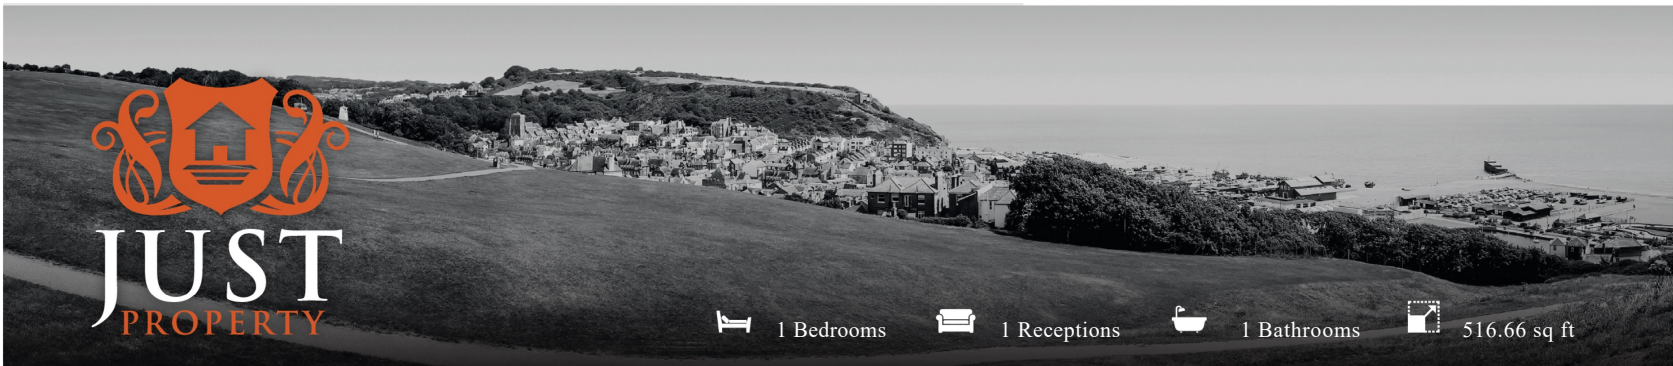 JUST
PROPERTY
1 Bedrooms
1 Receptions
1 Bathrooms
516.66 sq ft